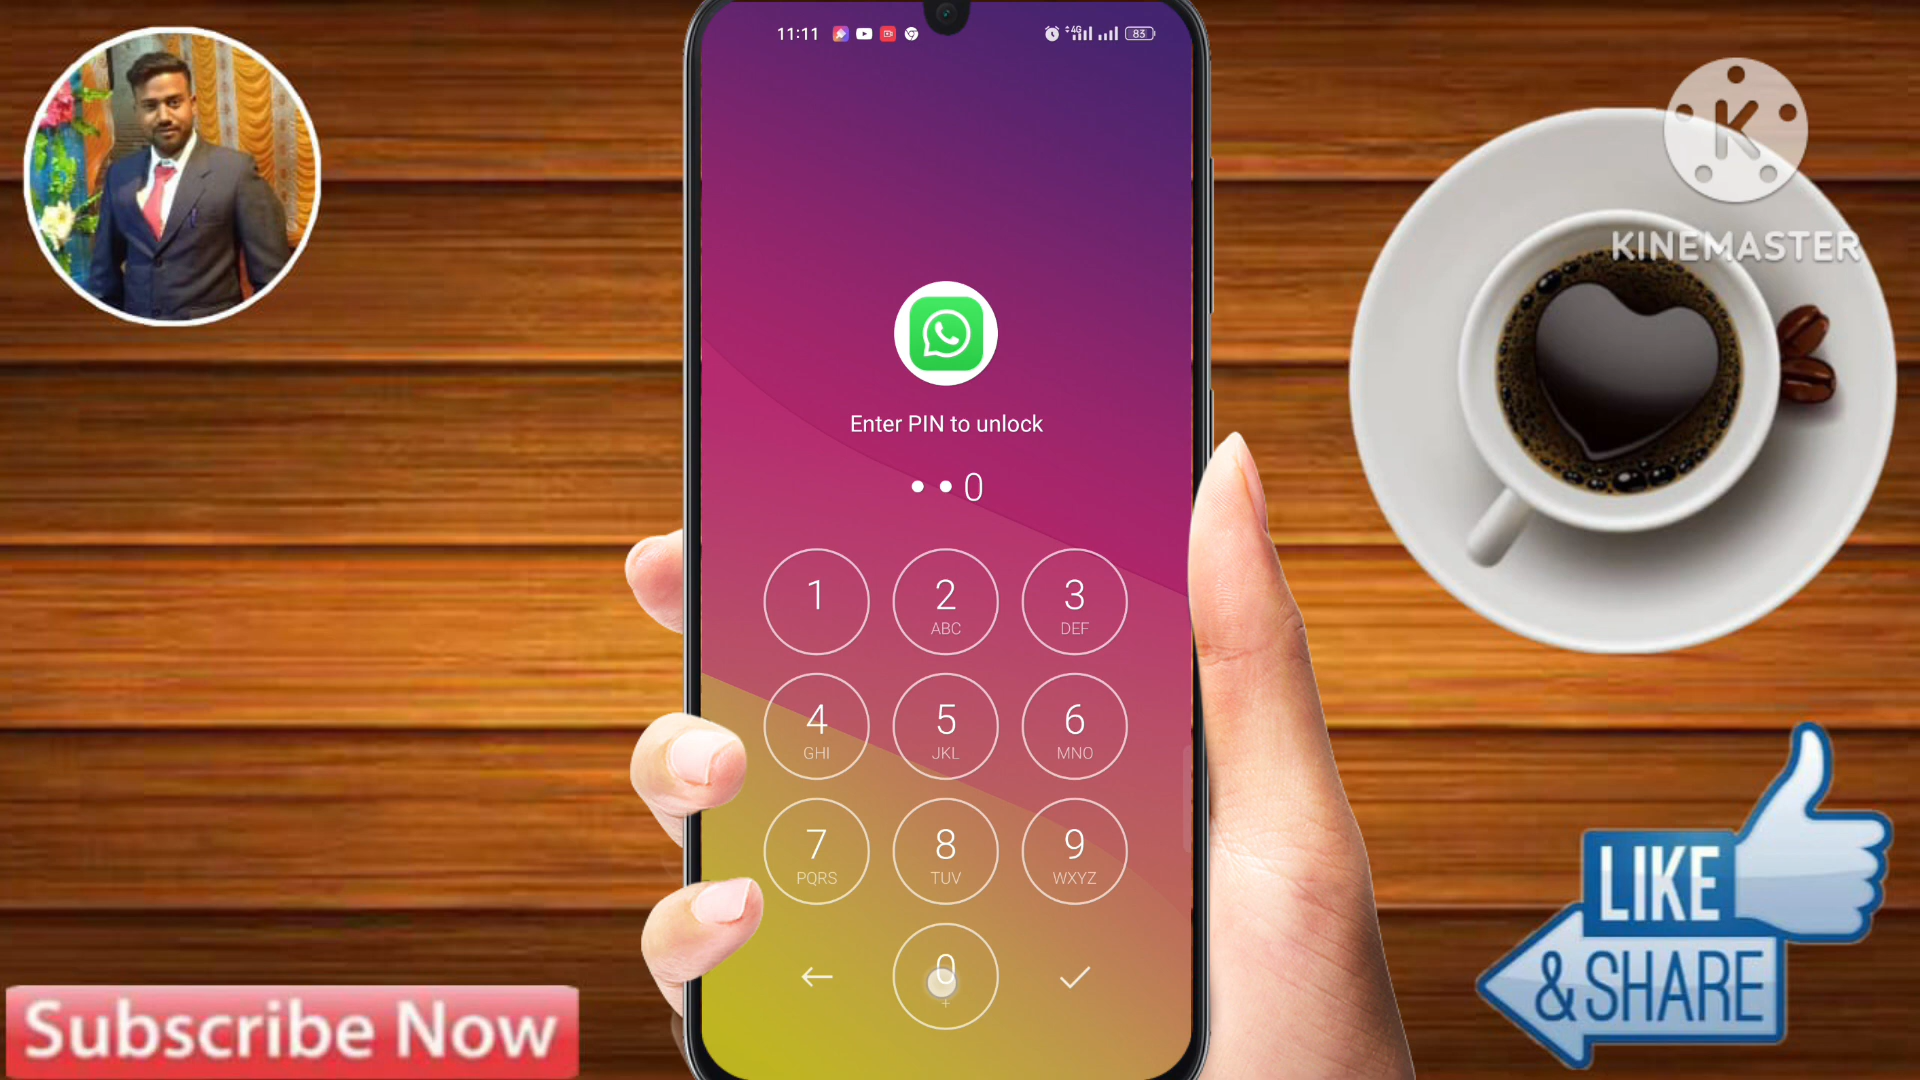 11:11
4G
83
KINEMASTER
Enter PIN to unlock
0
1
2
ABC
3
DEF
4
GHI
5
JKL
6
MNO
7
PQRS
8
TUV
9
WXYZ
0
+
LIKE
& SHARE
Subscribe Now